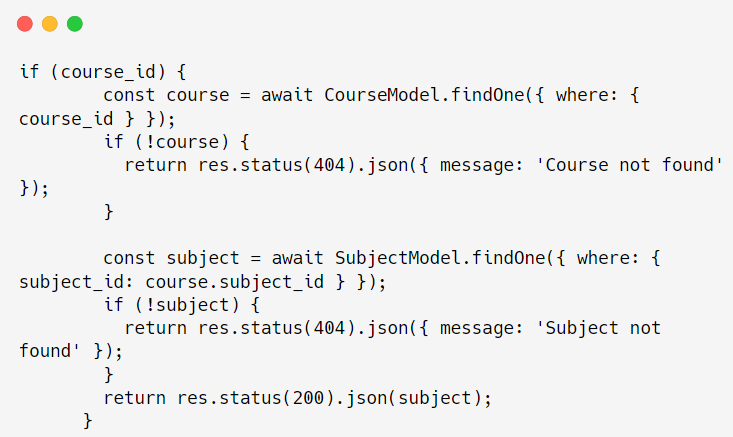 if (course_id) {
        const course = await CourseModel.findOne({ where: {
course_id } });
        if (!course) {
          return res.status(404).json({ message: 'Course not found'
});
        }

        const subject = await SubjectModel.findOne({ where: {
subject_id: course.subject_id } });
        if (!subject) {
          return res.status(404).json({ message: 'Subject not
found' });
        }
        return res.status(200).json(subject);
      }